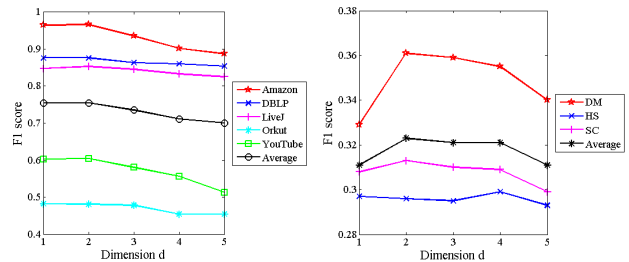 1
0.9
0.8
0.7
0.6
0.5
0.4
F1 score
1 2 3 4 5
Dimension d
Amazon
DBLP
LiveJ
Orkut
YouTube
Average
0.38
0.36
0.34
0.32
0.3
0.28
F1 score
1 2 3 4 5
Dimension d
DM
HS
SC
Average